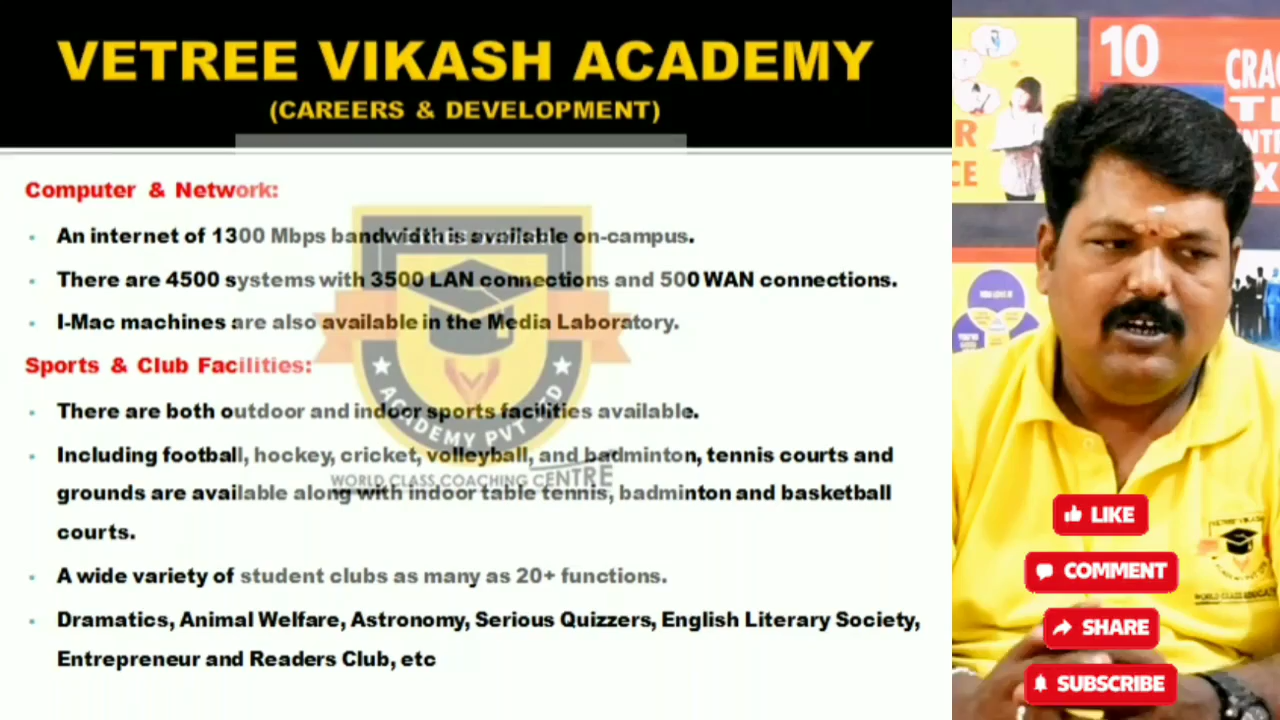 VETREE VIKASH ACADEMY
(CAREERS & DEVELOPMENT)
Computer & Network:
An internet of 1300 Mbps bandwidth is available on-campus.
There are 4500 systems with 3500 LAN connections and 500 WAN connections.
I-Mac machines are also available in the Media Laboratory.
Sports & Club Facilities:
There are both outdoor and indoor sports facilities available.
Including football, hockey, cricket, volleyball, and badminton, tennis courts and
grounds are available along with indoor table tennis, badminton and basketball
courts.
A wide variety of student clubs as many as 20+ functions.
Dramatics, Animal Welfare, Astronomy, Serious Quizzers, English Literary Society,
Entrepreneur and Readers Club, etc
ACADEMY PVT LTD
WORLD CLASS COACHING CENTRE
10
LIKE
COMMENT
SHARE
SUBSCRIBE